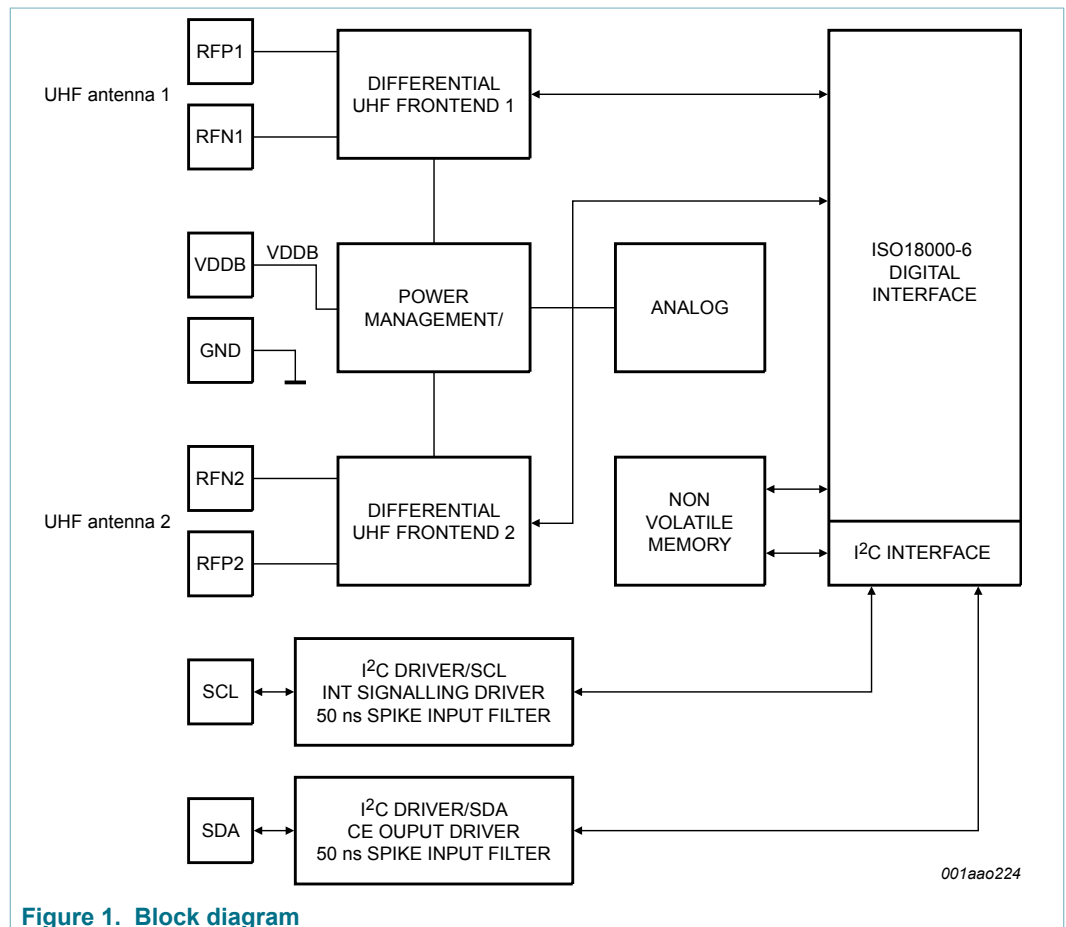 RFP1
UHF antenna 1
RFN1
DIFFERENTIAL
UHF FRONTEND 1
VDDB
VDDB
GND
POWER
MANAGEMENT/
ANALOG
ISO18000-6
DIGITAL
INTERFACE
RFN2
UHF antenna 2
RFP2
DIFFERENTIAL
UHF FRONTEND 2
NON
VOLATILE
MEMORY
I2C INTERFACE
SCL
I2C DRIVER/SCL
INT SIGNALLING DRIVER
50 ns SPIKE INPUT FILTER
SDA
I2C DRIVER/SDA
CE OUPUT DRIVER
50 ns SPIKE INPUT FILTER
001aao224
Figure 1. Block diagram